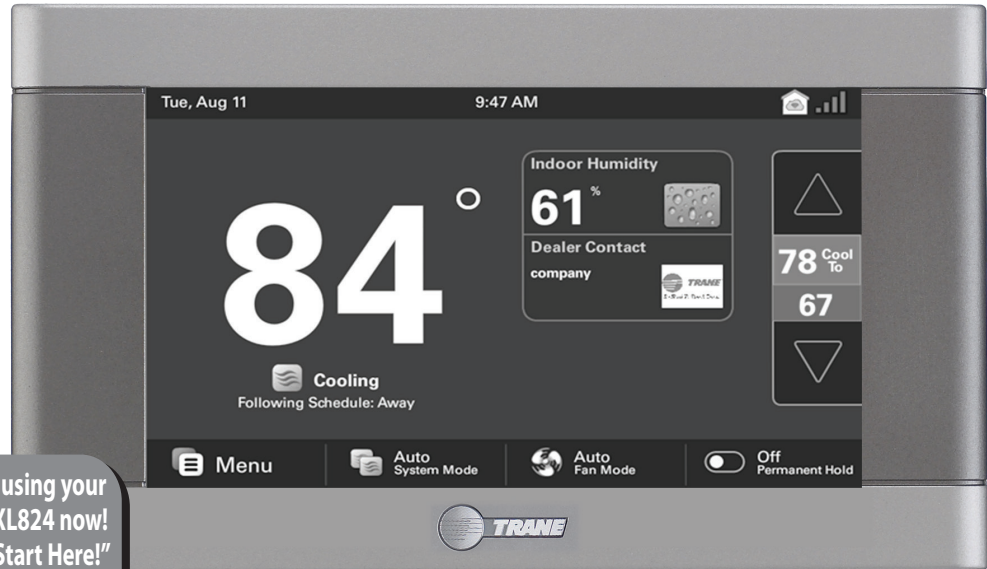 Tue, Aug 11
9:47 AM
84°
Cooling
Following Schedule: Away
Indoor Humidity
61%
Dealer Contact
company
TRANE
78 Cool To
67
Menu
Auto
System Mode
Auto
Fan Mode
Off
Permanent Hold
using your
XL824 now!
Start Here!”
TRANE